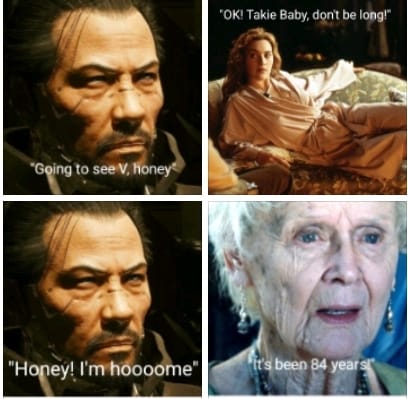 "OK! Takie Baby, don't be long!"
"Going to see V, honey"
"Honey! I'm hoooome"
"It's been 84 years!"